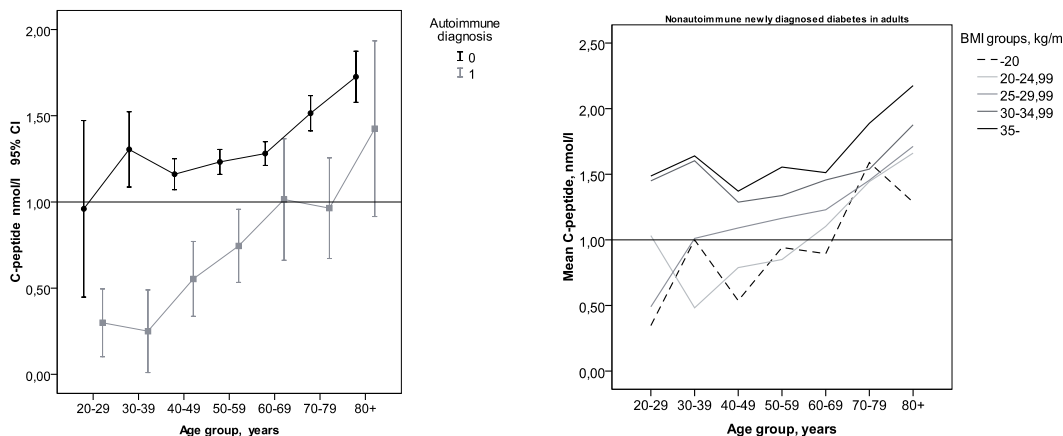 2,00
1,50
1,00
0,50
0,00
C-peptide nmol/l 95% CI
20-29 30-39 40-49 50-59 60-69 70-79 80+
Age group, years
Autoimmune
diagnosis
0
1
Nonautoimmune newly diagnosed diabetes in adults
2,50
2,00
1,50
1,00
0,50
0,00
Mean C-peptide, nmol/l
20-29 30-39 40-49 50-59 60-69 70-79 80+
Age group, years
BMI groups, kg/m
-20
20-24,99
25-29,99
30-34,99
35-